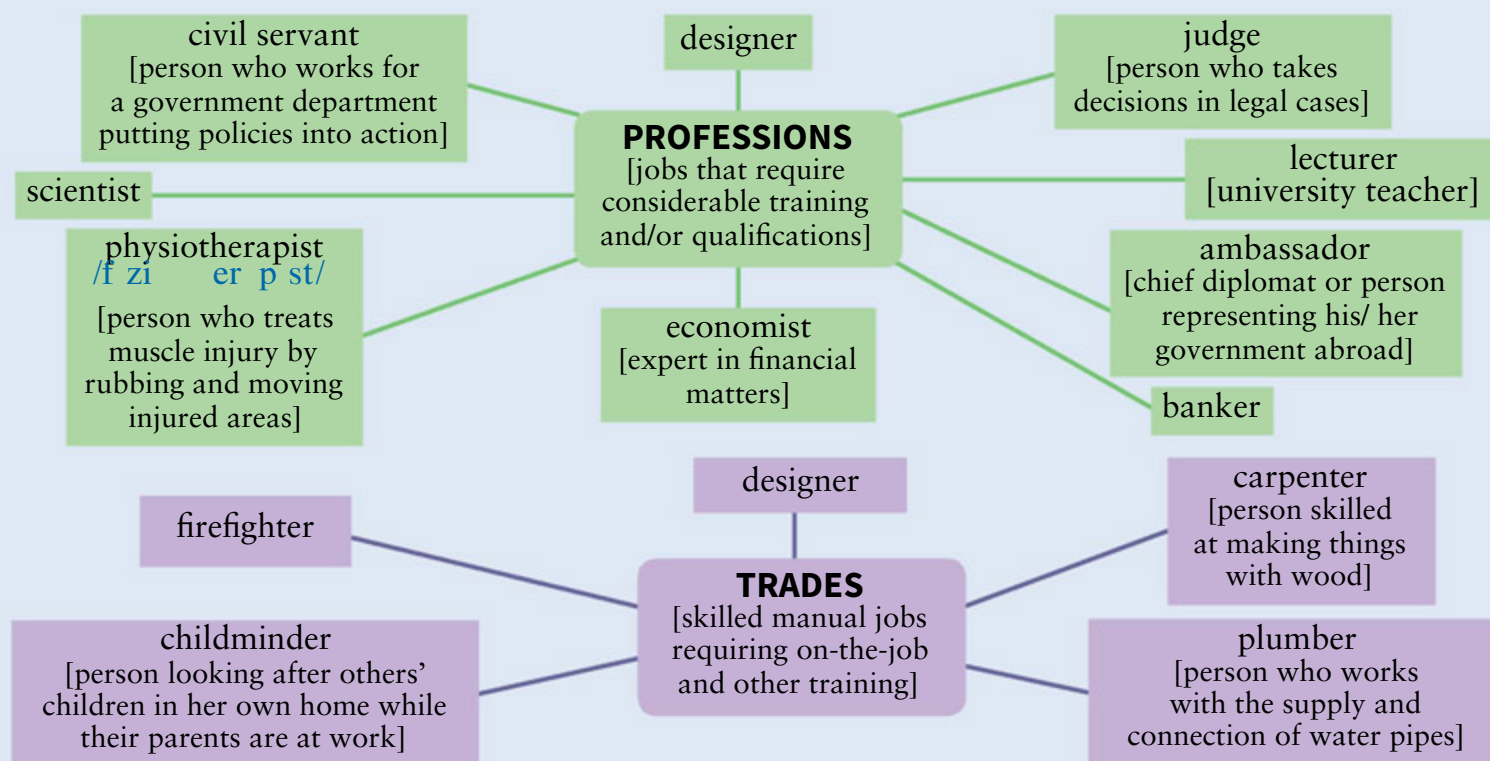 civil servant
[person who works for
a government department
putting policies into action]
designer
judge
[person who takes
decisions in legal cases]
PROFESSIONS
[jobs that require
considerable training
and/or qualifications]
scientist
lecturer
[university teacher]
physiotherapist
/f zi er p st/
[person who treats
muscle injury by
rubbing and moving
injured areas]
economist
[expert in financial
matters]
ambassador
[chief diplomat or person
representing his/ her
government abroad]
banker
designer
firefighter
carpenter
[person skilled
at making things
with wood]
TRADES
[skilled manual jobs
requiring on-the-job
and other training]
childminder
[person looking after others’
children in her own home while
their parents are at work]
plumber
[person who works
with the supply and
connection of water pipes]